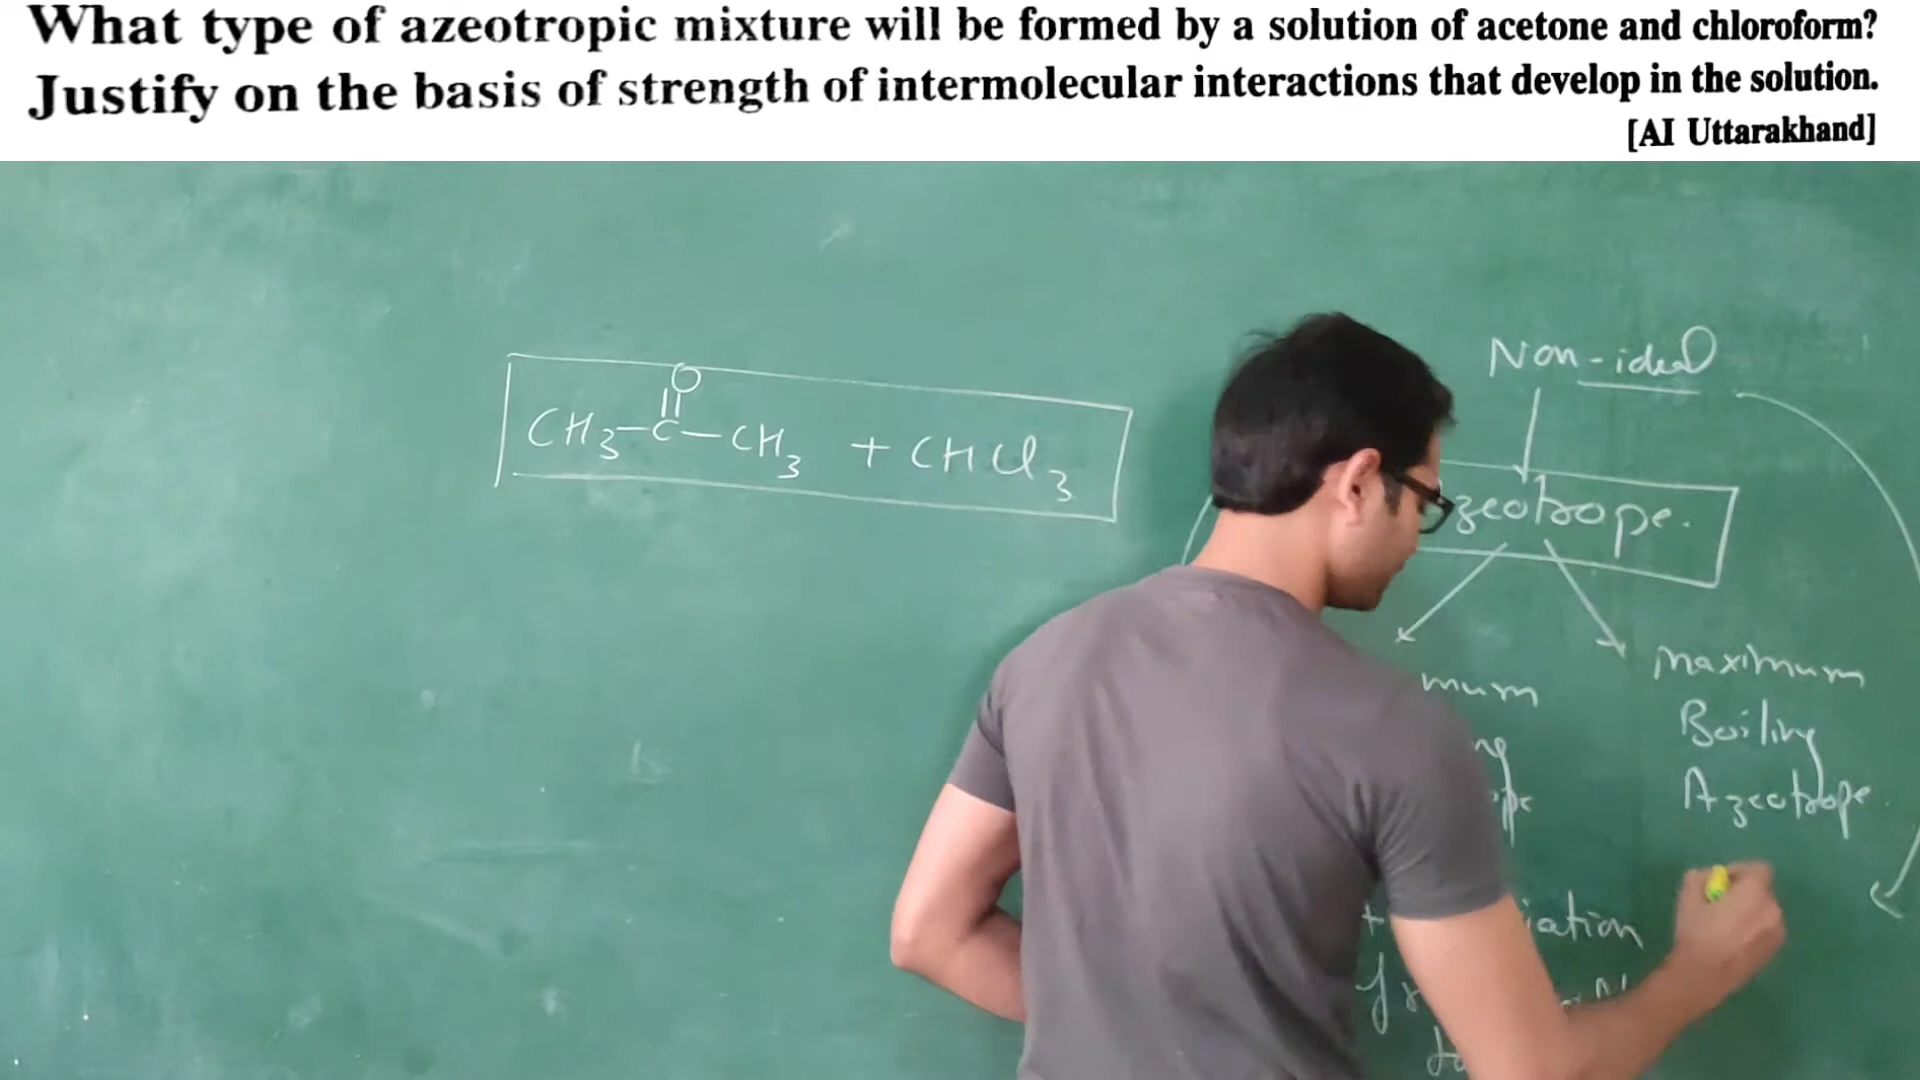 What type of azeotropic mixture will be formed by a solution of acetone and chloroform?
Justify on the basis of strength of intermolecular interactions that develop in the solution.
[AI Uttarakhand]
O
||
CH3-C-CH3 + CHCl3
Non-ideal
zeotrope.
mum
maximum
Boiling
Azeotrope.
iation